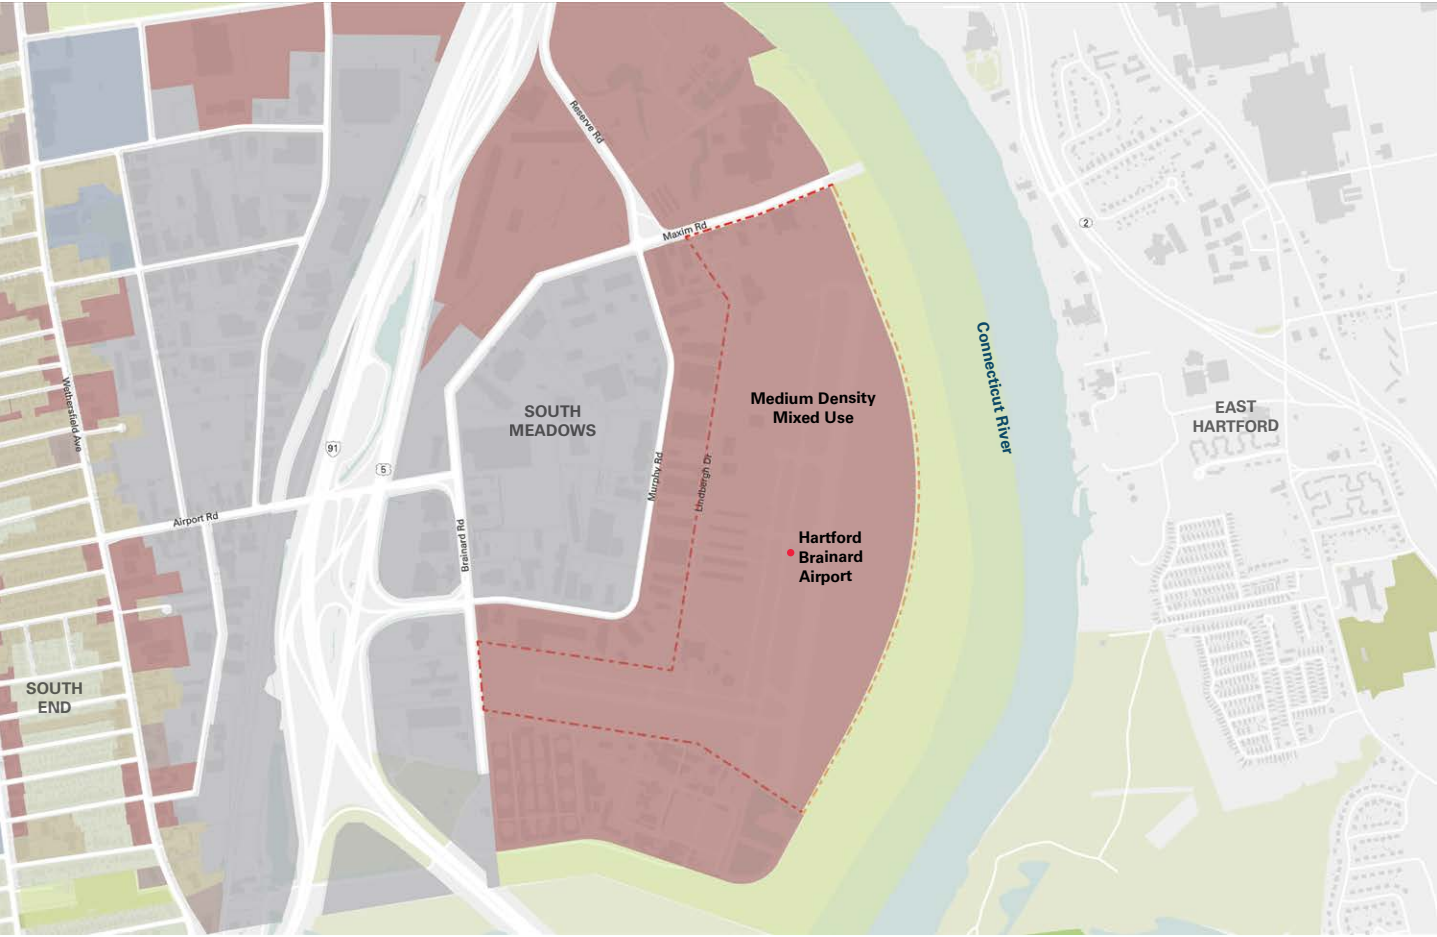 Reserve Rd
2
Maxim Rd
Connecticut River
Wethersfield Ave
Medium Density
Mixed Use
SOUTH
MEADOWS
EAST
HARTFORD
91
5
Murphy Rd
Lindbergh Dr
Airport Rd
Brainard Rd
Hartford
Brainard
Airport
SOUTH
END